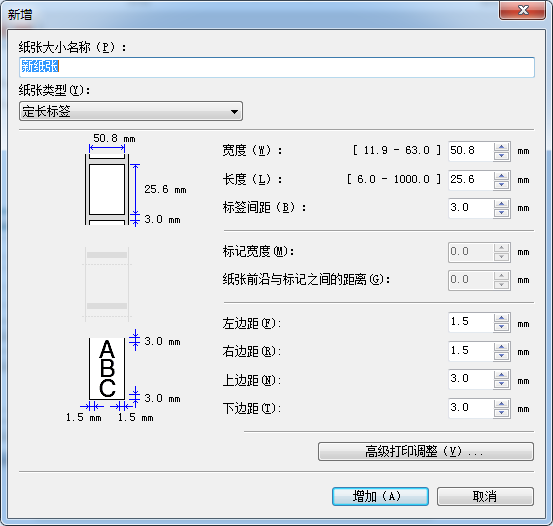 新增
纸张大小名称（P）:
新纸张
纸张类型(Y):
定长标签
50.8 mm
25.6 mm
3.0 mm
宽度（W）: [ 11.9 - 63.0 ] 50.8 mm
长度（L）: [ 6.0 - 1000.0 ] 25.6 mm
标签间距（B）: 3.0 mm
标记宽度(M): 0.0 mm
纸张前沿与标记之间的距离(G): 0.0 mm
3.0 mm
A
B
C
3.0 mm
1.5 mm 1.5 mm
左边距(F): 1.5 mm
右边距(R): 1.5 mm
上边距(N): 3.0 mm
下边距(T): 3.0 mm
高级打印调整（V）...
增加（A） 取消